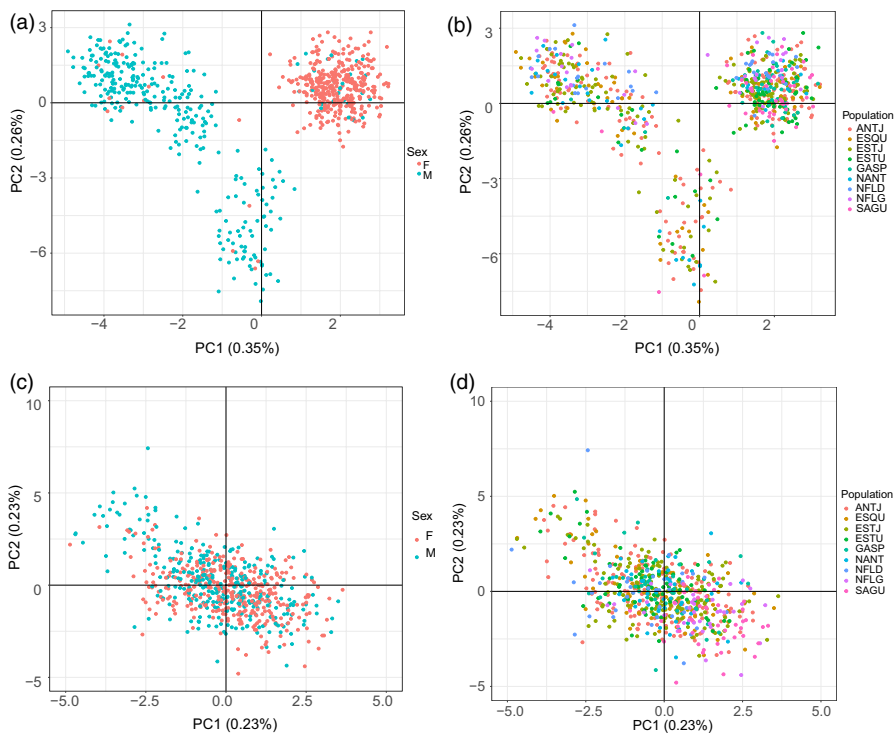 (a)
3
0
−3
−6
PC2 (0.26%)
−4
−2
0
2
PC1 (0.35%)
Sex
F
M
(b)
3
0
−3
−6
PC2 (0.26%)
−4
−2
0
2
PC1 (0.35%)
Population
ANTJ
ESQU
ESTJ
ESTU
GASP
NANT
NFLD
NFLG
SAGU
(c)
10
5
0
−5
PC2 (0.23%)
−5.0
−2.5
0.0
2.5
5.0
PC1 (0.23%)
Sex
F
M
(d)
10
5
0
−5
PC2 (0.23%)
−5.0
−2.5
0.0
2.5
5.0
PC1 (0.23%)
Population
ANTJ
ESQU
ESTJ
ESTU
GASP
NANT
NFLD
NFLG
SAGU